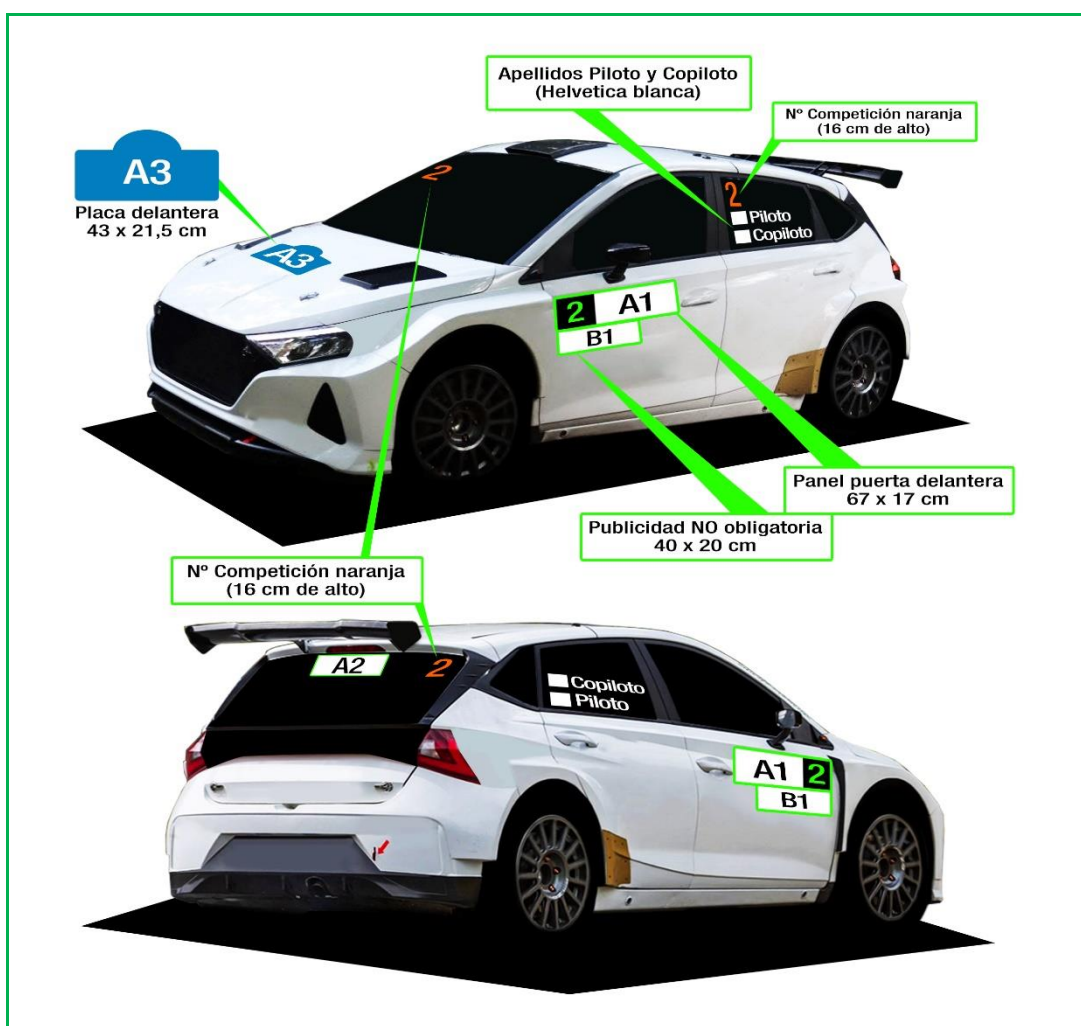 Apellidos Piloto y Copiloto
(Helvetica blanca)
Nº Competición naranja
(16 cm de alto)
A3
Placa delantera
43 x 21,5 cm
2
2
Piloto
Copiloto
A3
2 A1
B1
Panel puerta delantera
67 x 17 cm
Publicidad NO obligatoria
40 x 20 cm
Nº Competición naranja
(16 cm de alto)
A2 2
Copiloto
Piloto
A1 2
B1